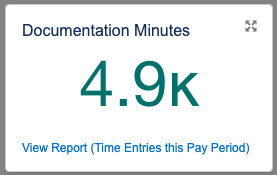 Documentation Minutes
4.9K
View Report (Time Entries this Pay Period)